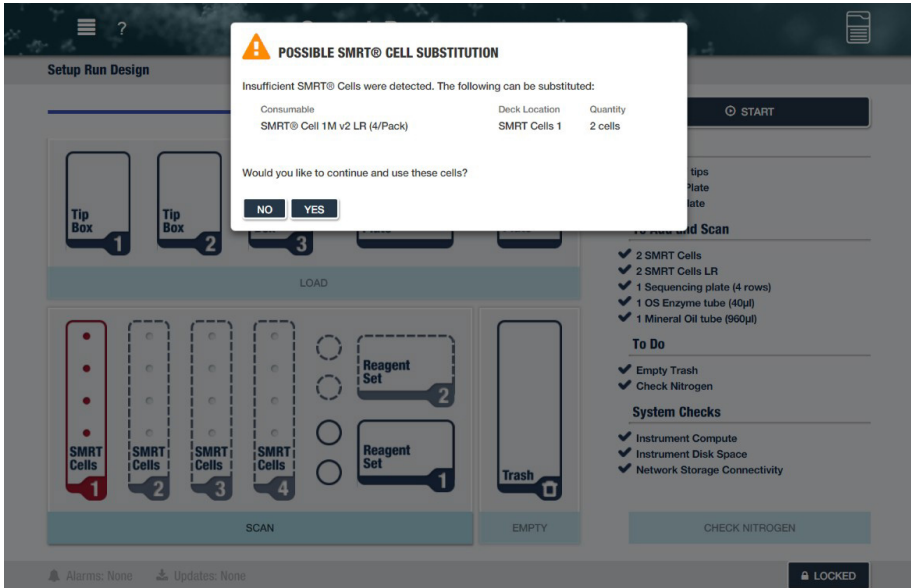 ?
POSSIBLE SMRT® CELL SUBSTITUTION
Insufficient SMRT® Cells were detected. The following can be substituted:
Consumable Deck Location Quantity
SMRT® Cell 1M v2 LR (4/Pack) SMRT Cells 1 2 cells
Would you like to continue and use these cells?
NO YES
Setup Run Design
START
tips
Plate
late
To Add and Scan
2 SMRT Cells
2 SMRT Cells LR
1 Sequencing plate (4 rows)
1 OS Enzyme tube (40µl)
1 Mineral Oil tube (960µl)
To Do
Empty Trash
Check Nitrogen
System Checks
Instrument Compute
Instrument Disk Space
Network Storage Connectivity
CHECK NITROGEN
Tip
Box
1
Tip
Box
2
3
LOAD
SMRT
Cells
1
SMRT
Cells
2
SMRT
Cells
3
SMRT
Cells
4
Reagent
Set
2
Reagent
Set
1
Trash
SCAN
EMPTY
Alarms: None Updates: None
LOCKED